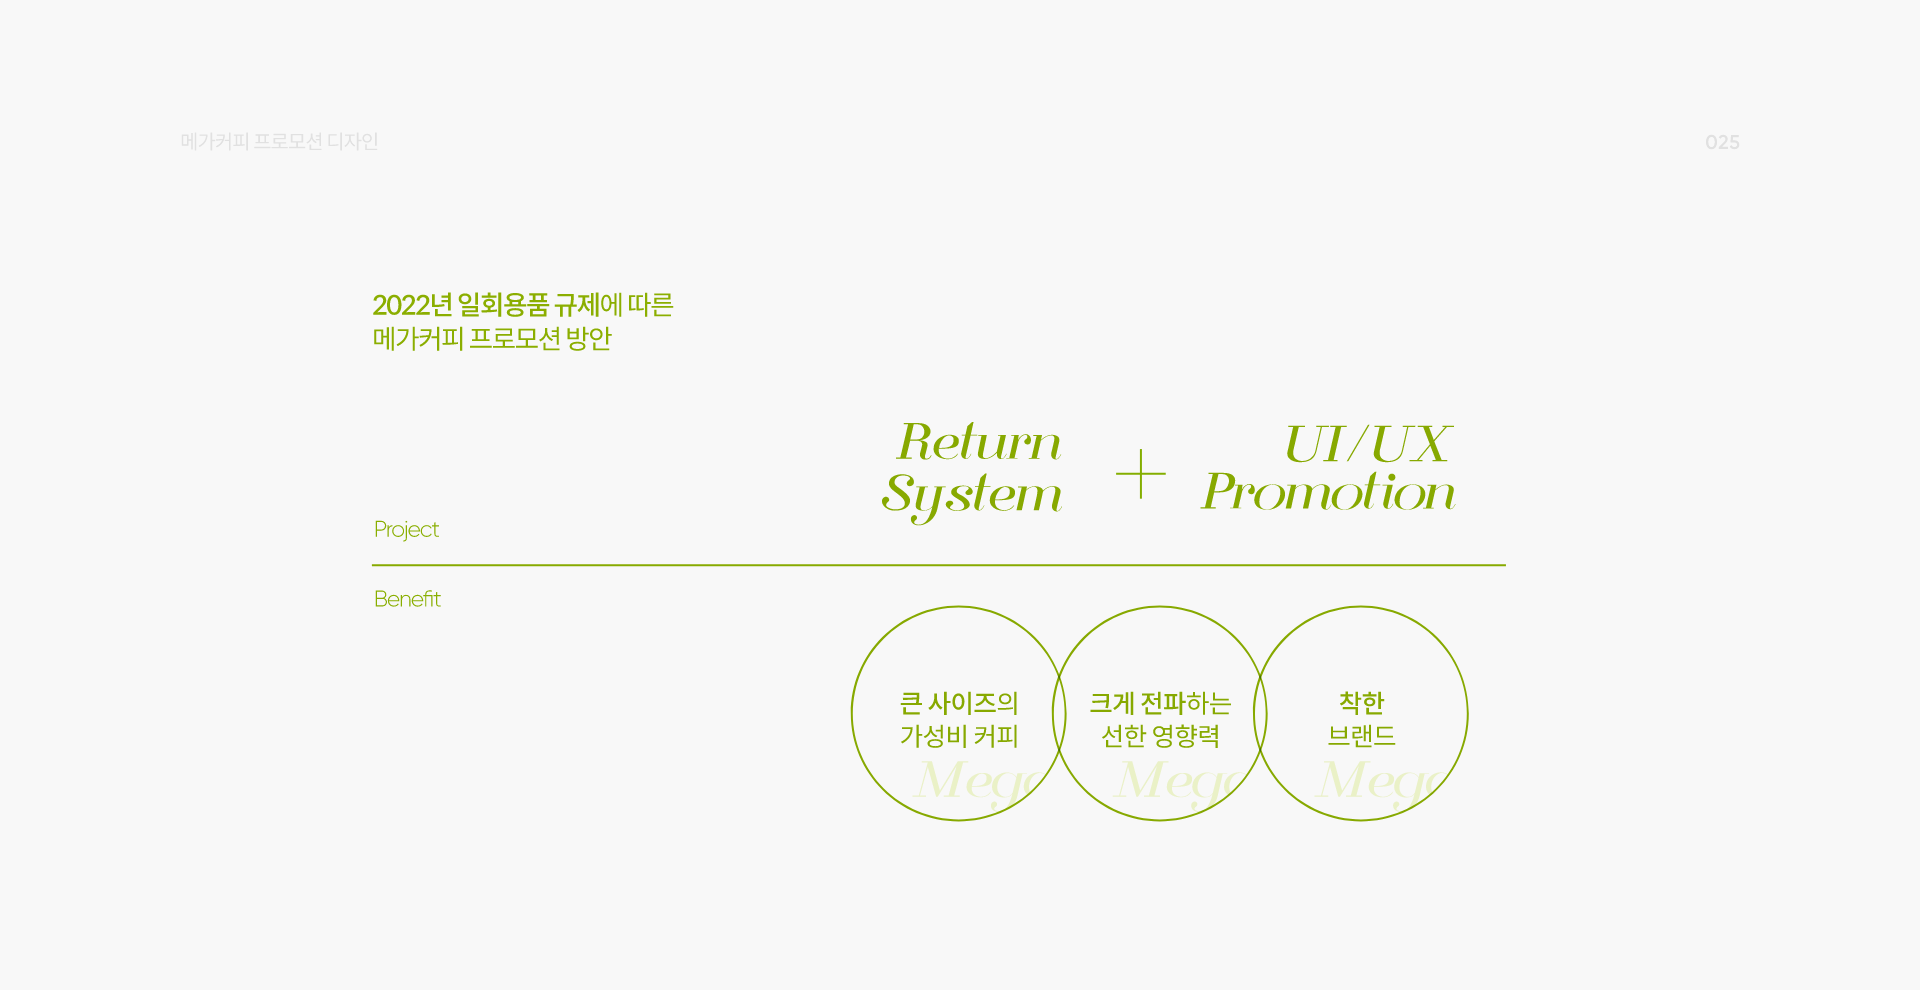 메가커피 프로모션 디자인
025
2022년 일회용품 규제에 따른
메가커피 프로모션 방안
Return
System
UI/UX
Promotion
Project
Benefit
큰 사이즈의
가성비 커피
Mega
크게 전파하는
선한 영향력
Mega
착한
브랜드
Mega